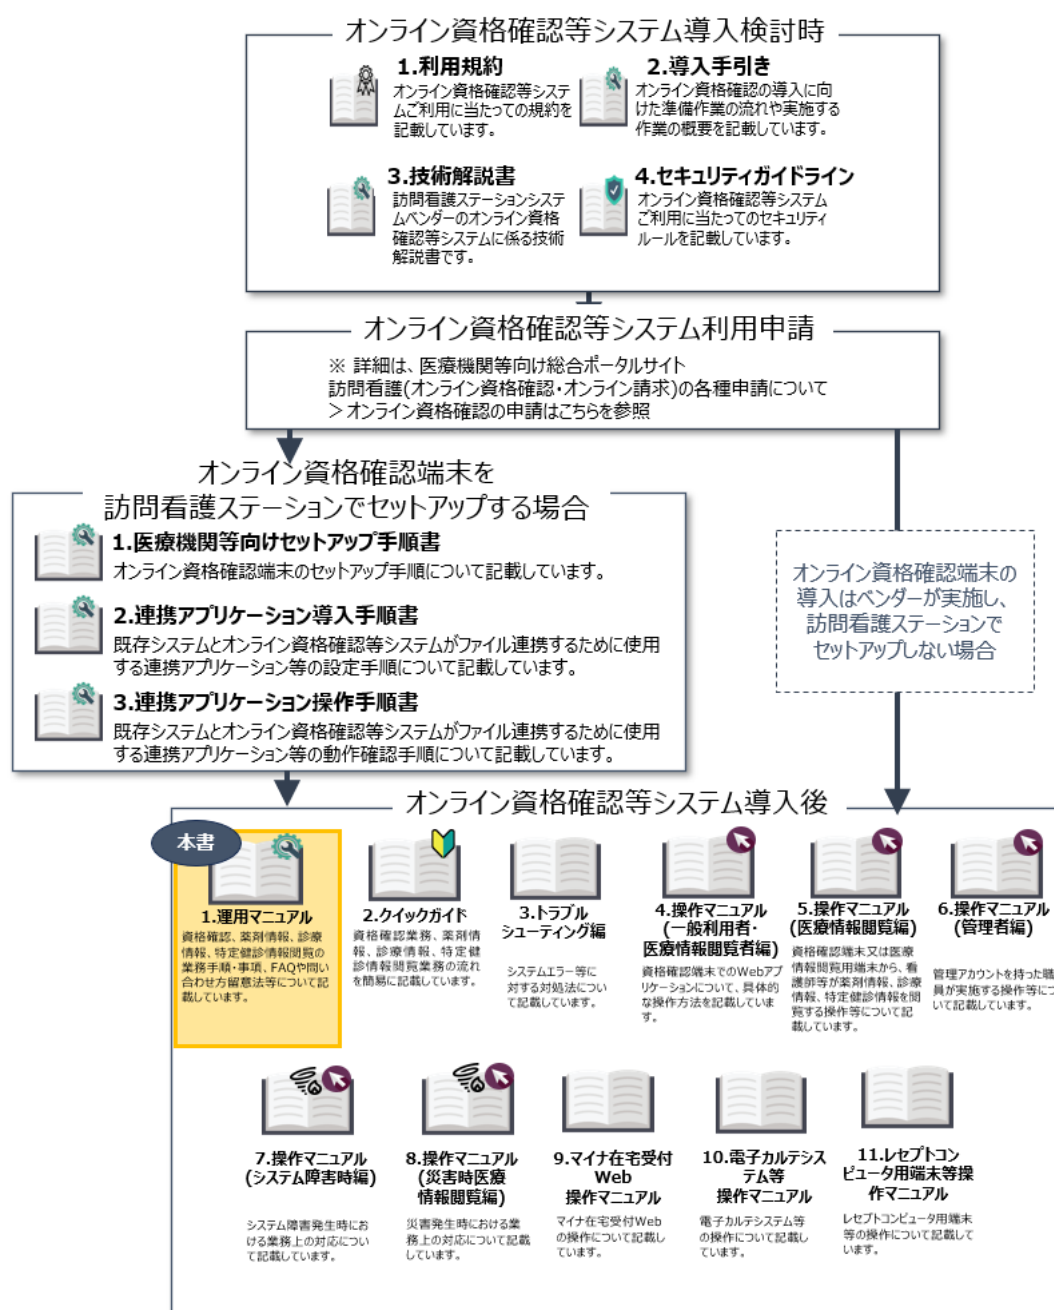 オンライン資格確認等システム導入検討時
1.利用規約
オンライン資格確認等システ
ムご利用に当たっての規約を
記載しています。
2.導入手引き
オンライン資格確認の導入に向
けた準備作業の流れや実施する
作業の概要を記載しています。
3.技術解説書
訪問看護ステーションシステ
ムベンダーのオンライン資格
確認等システムに係る技術
解説書です。
4.セキュリティガイドライン
オンライン資格確認等システム
ご利用に当たってのセキュリティ
ルールを記載しています。
オンライン資格確認等システム利用申請
※ 詳細は、医療機関等向け総合ポータルサイト
訪問看護(オンライン資格確認・オンライン請求)の各種申請について
＞オンライン資格確認の申請はこちらを参照
オンライン資格確認端末を
訪問看護ステーションでセットアップする場合
1.医療機関等向けセットアップ手順書
オンライン資格確認端末のセットアップ手順について記載しています。
2.連携アプリケーション導入手順書
既存システムとオンライン資格確認等システムがファイル連携するために使用
する連携アプリケーション等の設定手順について記載しています。
3.連携アプリケーション操作手順書
既存システムとオンライン資格確認等システムがファイル連携するために使用
する連携アプリケーション等の動作確認手順について記載しています。
オンライン資格確認端末の
導入はベンダーが実施し、
訪問看護ステーションで
セットアップしない場合
オンライン資格確認等システム導入後
本書
1.運用マニュアル
資格確認、薬剤情報、診療
情報、特定健診情報閲覧の
業務手順・事項、FAQや問い
合わせ方留意法等について記
載しています。
2.クイックガイド
資格確認業務、薬剤情
報、診療情報、特定健
診情報閲覧業務の流れ
を簡易に記載しています。
3.トラブル
シューティング編
システムエラー等に
対する対処法につい
て記載しています。
4.操作マニュアル
(一般利用者・
医療情報閲覧者編)
資格確認端末でのWebアプ
リケーションについて、具体的
な操作方法を記載していま
す。
5.操作マニュアル
(医療情報閲覧編)
資格確認端末又は医療
情報閲覧用端末から、看
護師等が薬剤情報、診療
情報、特定健診情報を閲
覧する操作等について記
載しています。
6.操作マニュアル
(管理者編)
管理アカウントを持った職
員が実施する操作等につ
いて記載しています。
7.操作マニュアル
(システム障害時編)
システム障害発生時にお
ける業務上の対応につい
て記載しています。
8.操作マニュアル
(災害時医療
情報閲覧編)
災害発生時における業
務上の対応について記載
しています。
9.マイナ在宅受付
Web
操作マニュアル
マイナ在宅受付Web
の操作について記載し
ています。
10.電子カルテシス
テム等
操作マニュアル
電子カルテシステム等
の操作について記載し
ています。
11.レセプトコン
ピュータ用端末等操
作マニュアル
レセプトコンピュータ用端末
等の操作について記載して
います。